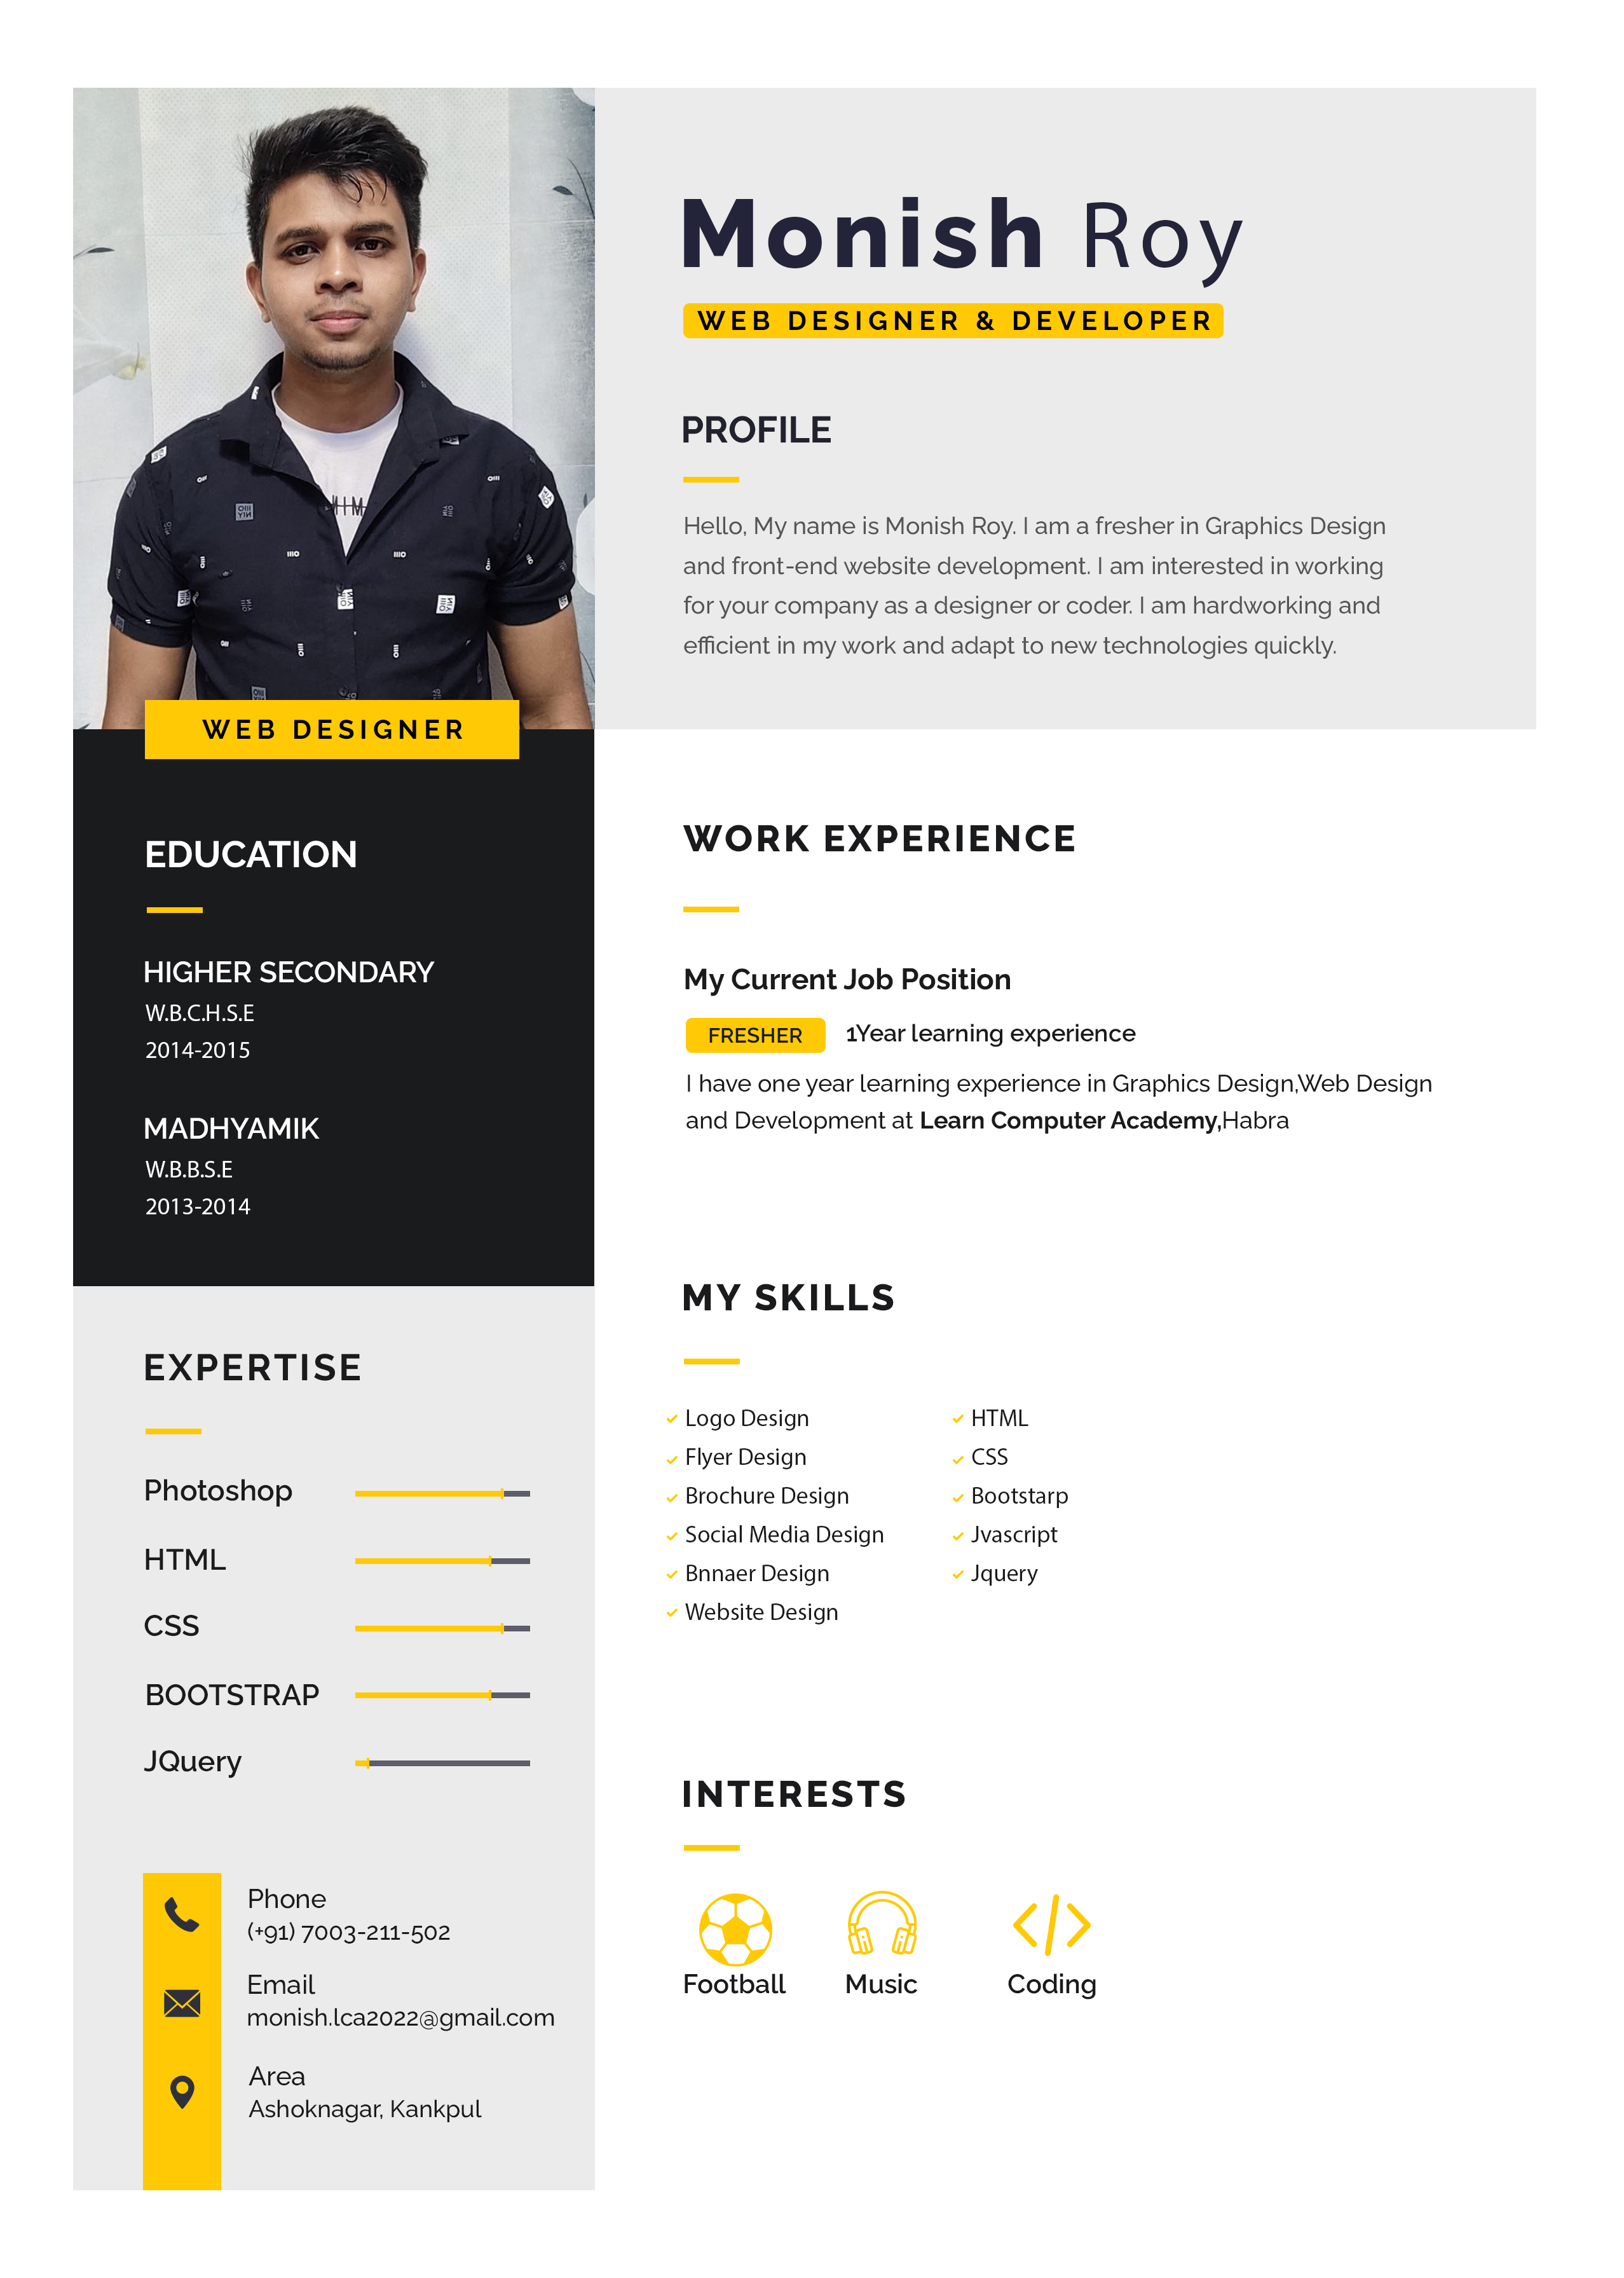 Monish Roy
WEB DESIGNER & DEVELOPER
PROFILE
Hello, My name is Monish Roy. I am a fresher in Graphics Design
and front-end website development. I am interested in working
for your company as a designer or coder. I am hardworking and
efficient in my work and adapt to new technologies quickly.
WEB DESIGNER
EDUCATION
HIGHER SECONDARY
W.B.C.H.S.E
2014-2015
MADHYAMIK
W.B.B.S.E
2013-2014
EXPERTISE
Photoshop
HTML
CSS
BOOTSTRAP
JQuery
Phone
(+91) 7003-211-502
Email
monish.lca2022@gmail.com
Area
Ashoknagar, Kankpul
WORK EXPERIENCE
My Current Job Position
FRESHER 1Year learning experience
I have one year learning experience in Graphics Design,Web Design
and Development at Learn Computer Academy,Habra
MY SKILLS
Logo Design
Flyer Design
Brochure Design
Social Media Design
Bnnaer Design
Website Design
HTML
CSS
Bootstarp
Jvascript
Jquery
INTERESTS
Football
Music
Coding